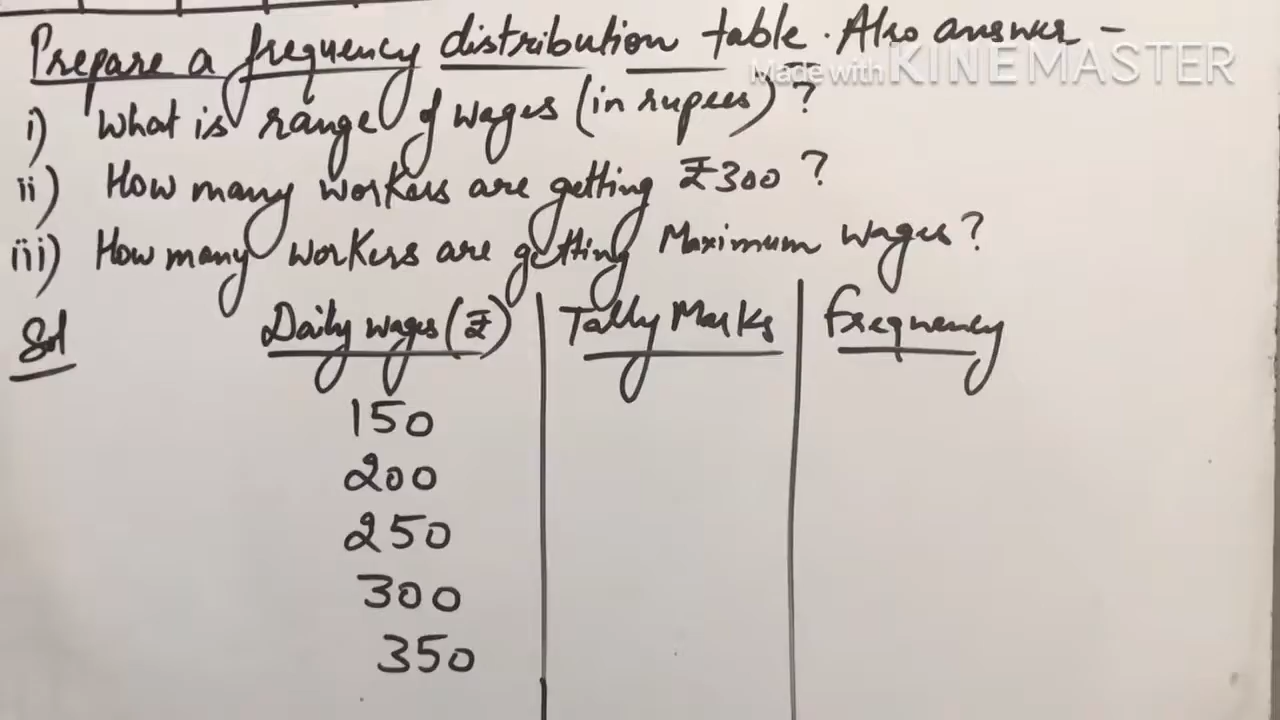 Prepare a frequency distribution table. Also answer -
Made with KINEMASTER
i) What is range of wages (in rupees)?
ii) How many workers are getting ₹300?
iii) How many workers are getting Maximum wages?
Sol Daily wages (₹) Tally Marks frequency
150
200
250
300
350